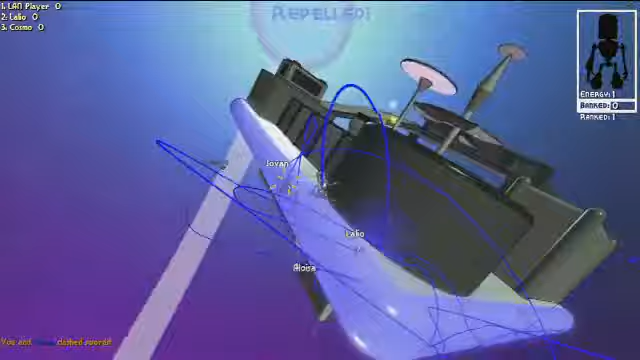 1. LAN Player 0
2. Lalio 0
3. Cosmo 0
REPELLED!
ENERGY: 1
BANKED: 0
RANKED: 1
Jovan
Lalio
Aloisa
You and clashed swords!